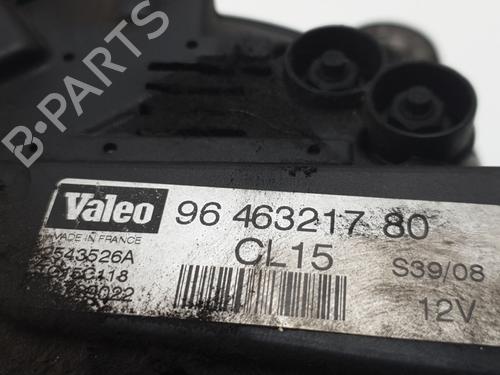 B-PARTS
Valeo 96 463217 80
MADE IN FRANCE CL15 S39/08
2543526A 12V